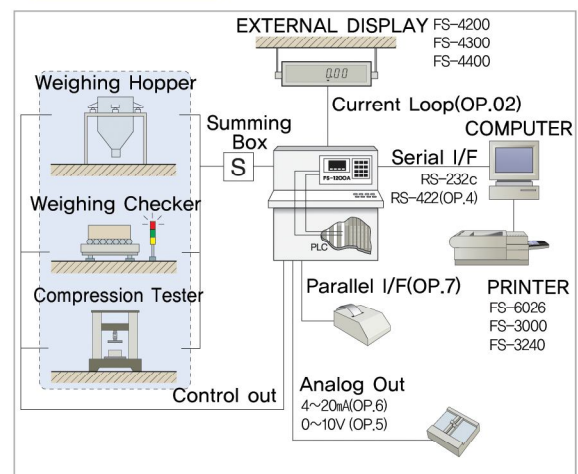 EXTERNAL DISPLAY
FS-4200
FS-4300
FS-4400
0.00
Weighing Hopper
Current Loop(OP.02)
Summing
Box
S
COMPUTER
Serial I/F
RS-232c
RS-422(OP.4)
FS-1200A
Weighing Checker
PLC
Parallel I/F(OP.7)
PRINTER
FS-6026
FS-3000
FS-3240
Compression Tester
Control out
Analog Out
4~20mA(OP.6)
0~10V(OP.5)